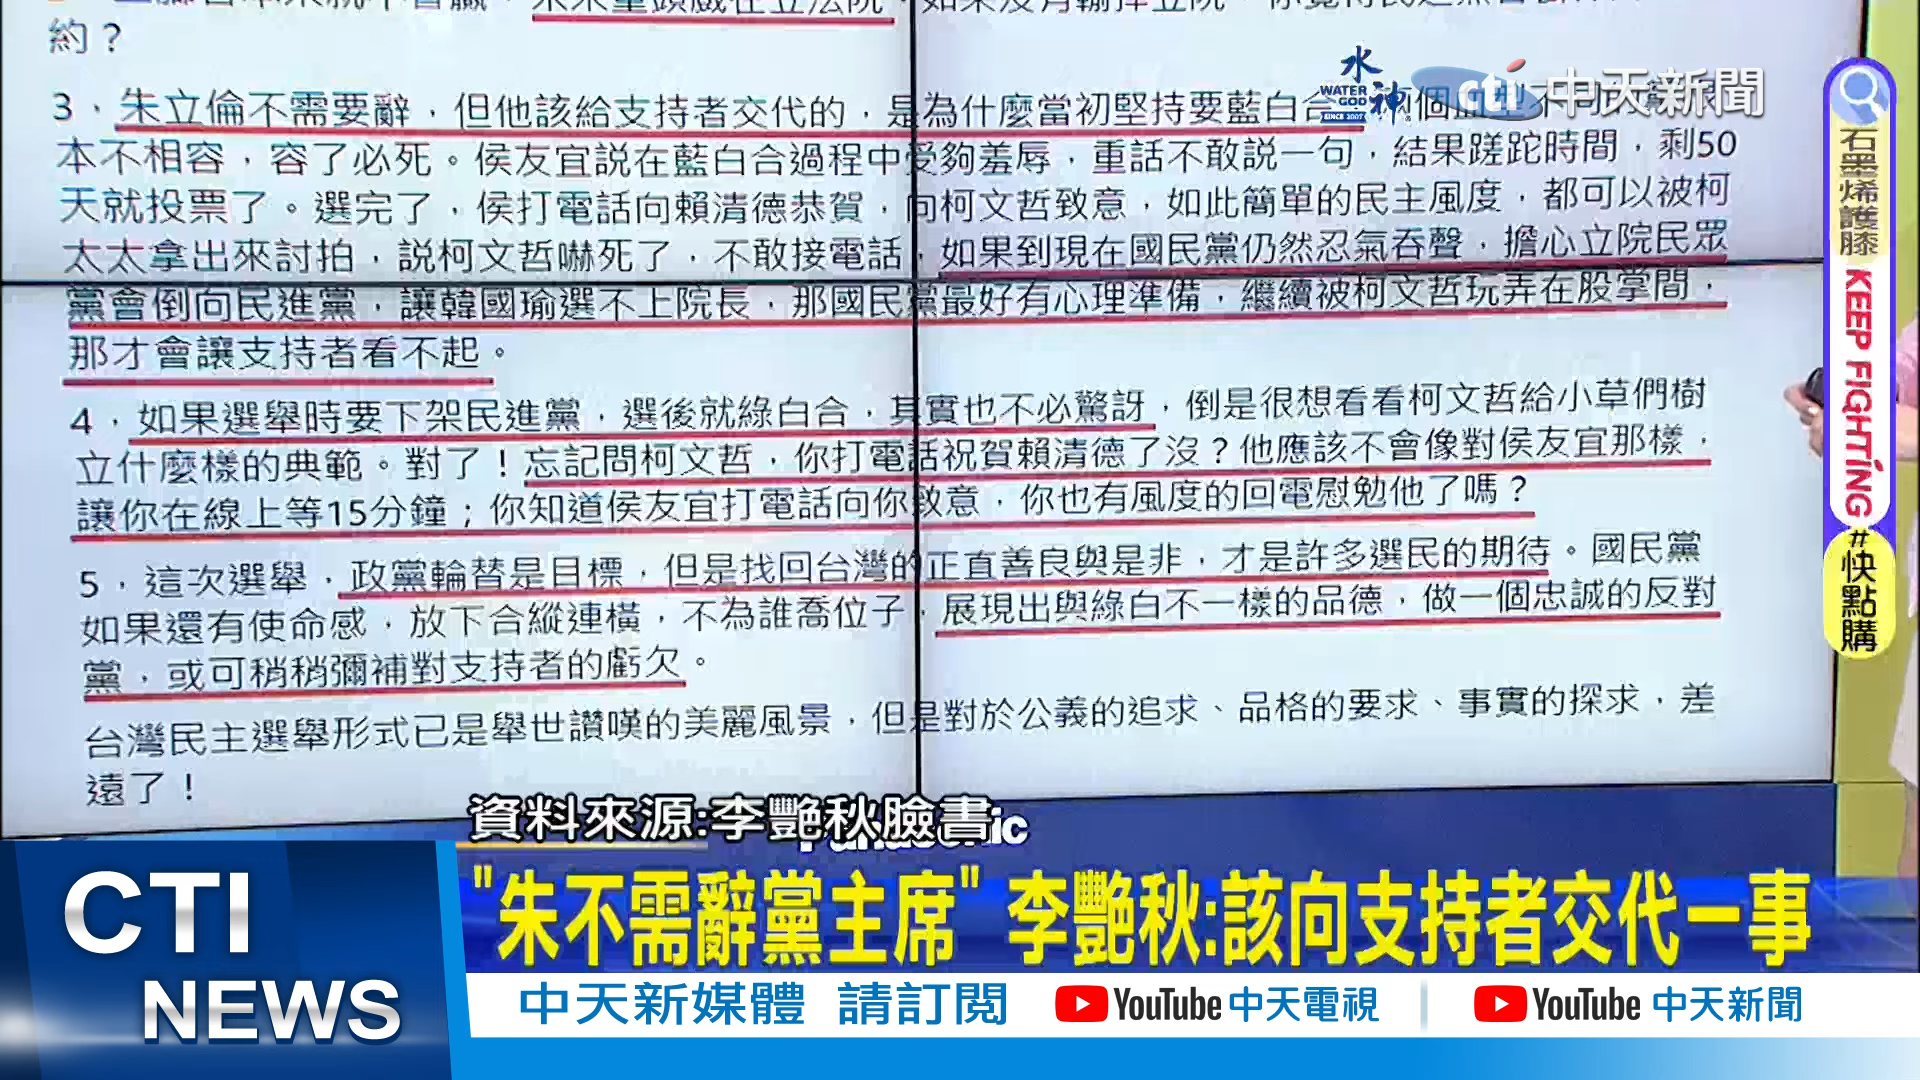 未來重頭戲在立法院
約？
3，朱立倫不需要辭，但他該給支持者交代的，是為什麼當初堅持要藍白合
本不相容，容了必死。侯友宜説在藍白合過程中受夠羞辱，重話不敢説一句，結果蹉跎時間，剩50
天就投票了。選完了，侯打電話向賴清德恭賀，向柯文哲致意，如此簡單的民主風度，都可以被柯
太太拿出來討拍，説柯文哲嚇死了，不敢接電話，如果到現在國民黨仍然忍氣吞聲，擔心立院民眾
黨會倒向民進黨，讓韓國瑜選不上院長，那國民黨最好有心理準備，繼續被柯文哲玩弄在股掌間，
那才會讓支持者看不起。
4，如果選舉時要下架民進黨，選後就綠白合，其實也不必驚訝，倒是很想看看柯文哲給小草們樹
立什麼樣的典範。對了！忘記問柯文哲，你打電話祝賀賴清德了沒？他應該不會像對侯友宜那樣，
讓你在線上等15分鐘；你知道侯友宜打電話向你致意，你也有風度的回電慰勉他了嗎？
5，這次選舉，政黨輪替是目標，但是找回台灣的正直善良與是非，才是許多選民的期待。國民黨
如果還有使命感，放下合縱連橫，不為誰喬位子，展現出與綠白不一樣的品德，做一個忠誠的反對
黨，或可稍稍彌補對支持者的虧欠。
台灣民主選舉形式已是舉世讚嘆的美麗風景，但是對於公義的追求、品格的要求、事實的探求，差
遠了！
水神
WATER GOD
SINCE 2007
cti 中天新聞
石墨烯護膝
KEEP FIGHTING
#快點購
資料來源:李艷秋臉書
Panasonic
"朱不需辭黨主席" 李艷秋:該向支持者交代一事
CTI NEWS
中天新媒體 請訂閱 YouTube 中天電視 | YouTube 中天新聞